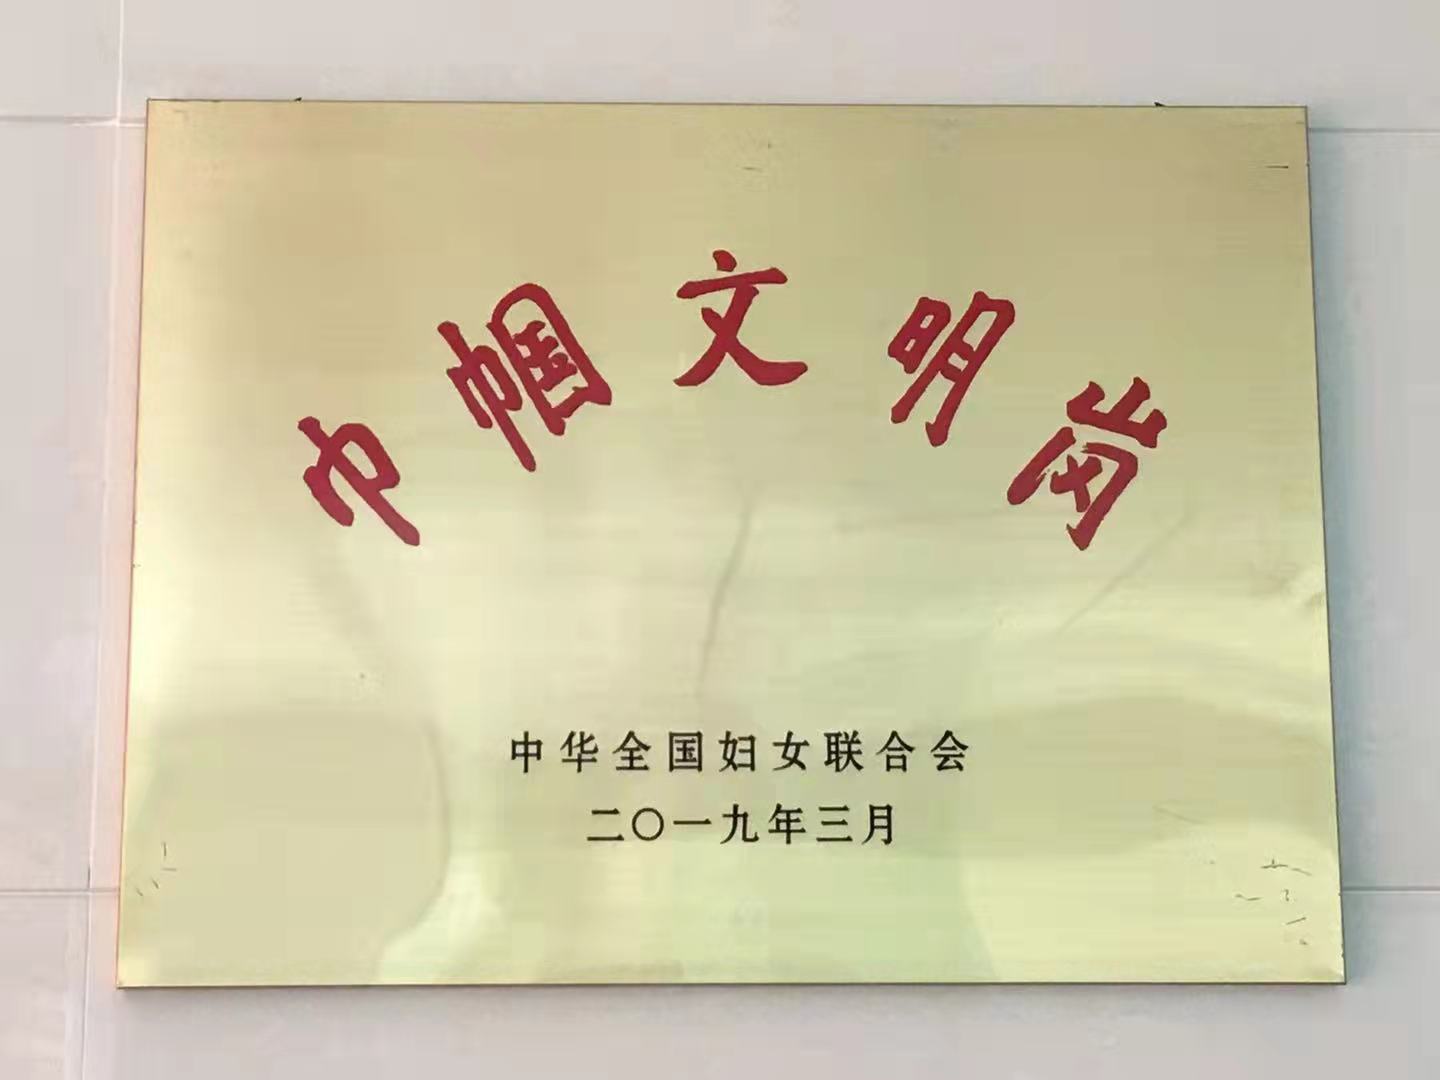 巾帼文明岗
中华全国妇女联合会
二〇一九年三月